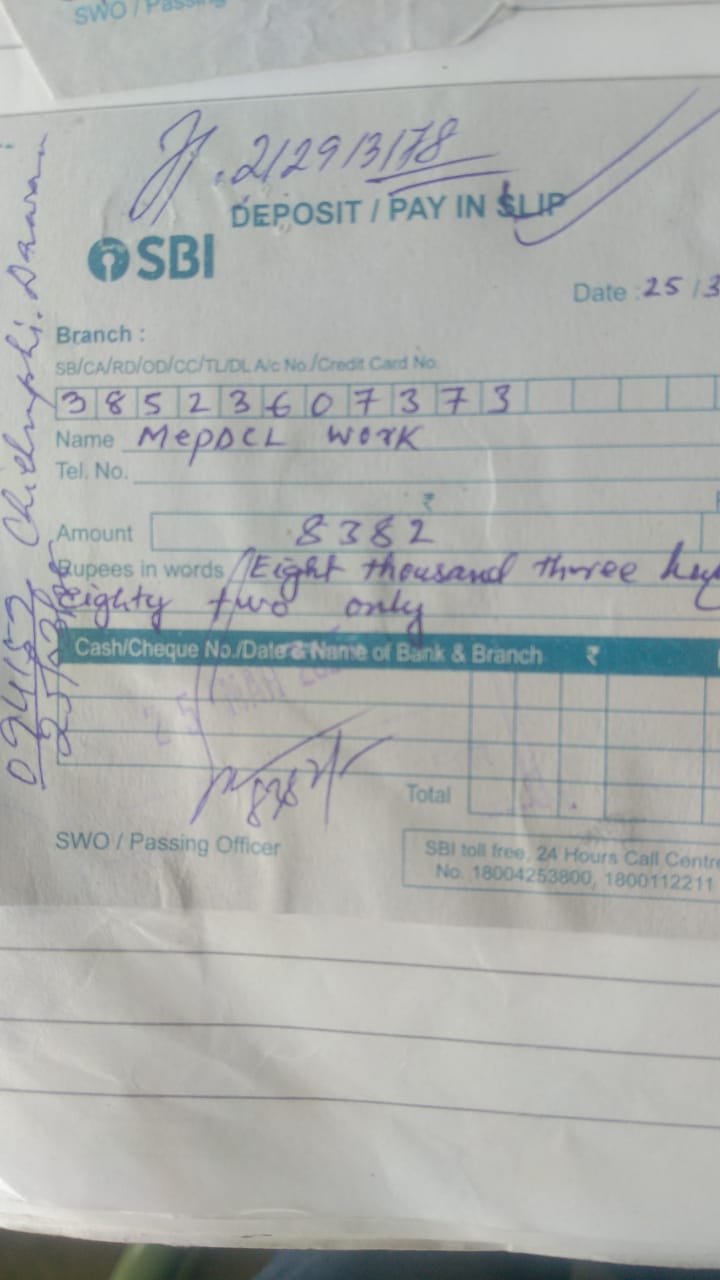 SWO / Passing
212913178
DEPOSIT / PAY IN SLIP
SBI
Date : 25 / 3
Branch :
SB/CA/RD/OD/CC/TL/DL A/c No./Credit Card No.
38523607373
Name MePDCL WORK
Tel. No.
₹
Amount 8382
Rupees in words Eight thousand three
Eighty two only
Cash/Cheque No./Date & Name of Bank & Branch ₹
25 MAR
Total
SWO / Passing Officer
SBI toll free, 24 Hours Call Centre
No. 18004253800, 1800112211